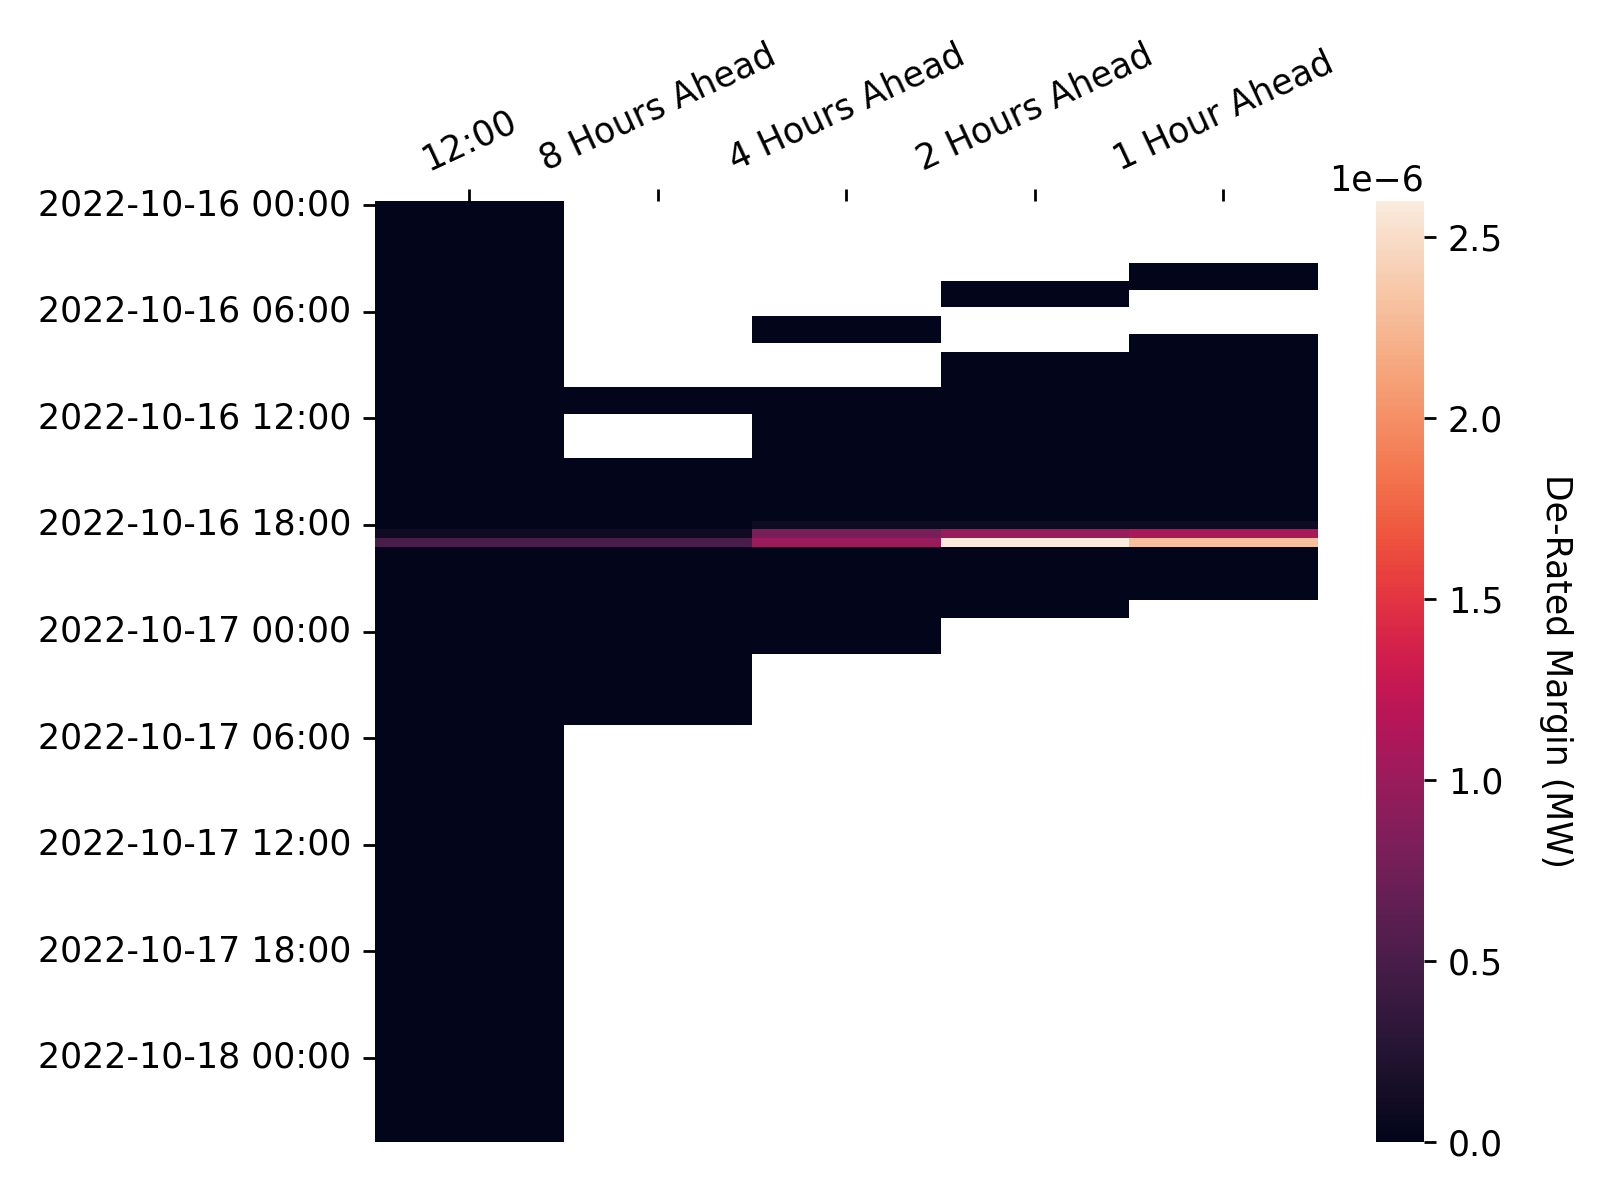 12:00
8 Hours Ahead
4 Hours Ahead
2 Hours Ahead
1 Hour Ahead
1e−6
2022-10-16 00:00
2022-10-16 06:00
2022-10-16 12:00
2022-10-16 18:00
2022-10-17 00:00
2022-10-17 06:00
2022-10-17 12:00
2022-10-17 18:00
2022-10-18 00:00
2.5
2.0
1.5
1.0
0.5
0.0
De-Rated Margin (MW)